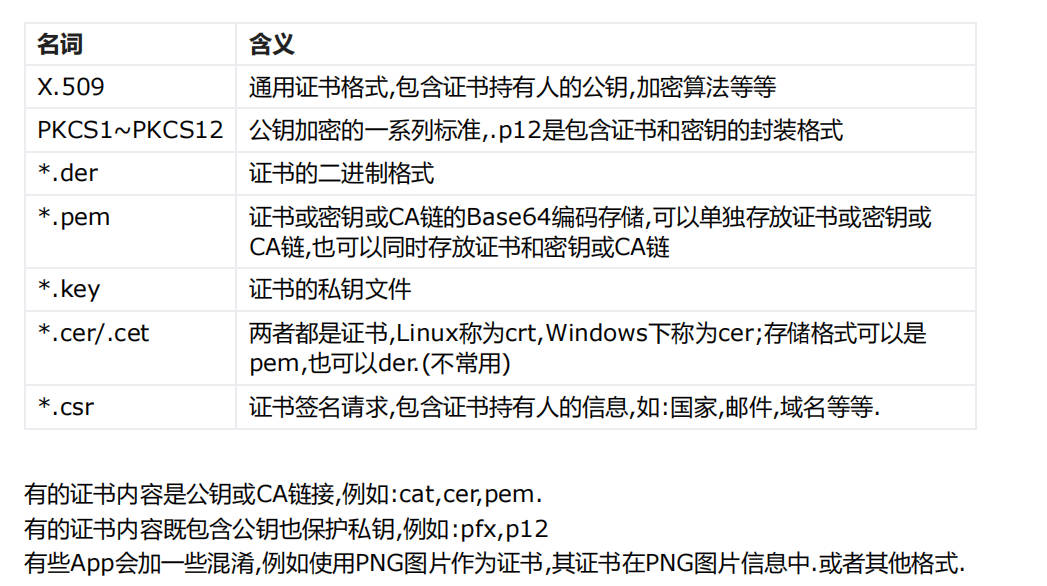 名词 含义
X.509 通用证书格式,包含证书持有人的公钥,加密算法等等
PKCS1~PKCS12 公钥加密的一系列标准,.p12是包含证书和密钥的封装格式
*.der 证书的二进制格式
*.pem 证书或密钥或CA链的Base64编码存储,可以单独存放证书或密钥或
CA链,也可以同时存放证书和密钥或CA链
*.key 证书的私钥文件
*.cer/.cet 两者都是证书,Linux称为crt,Windows下称为cer;存储格式可以是
pem,也可以der.(不常用)
*.csr 证书签名请求,包含证书持有人的信息,如:国家,邮件,域名等等.
有的证书内容是公钥或CA链接,例如:cat,cer,pem.
有的证书内容既包含公钥也保护私钥,例如:pfx,p12
有些App会加一些混淆,例如使用PNG图片作为证书,其证书在PNG图片信息中.或者其他格式.